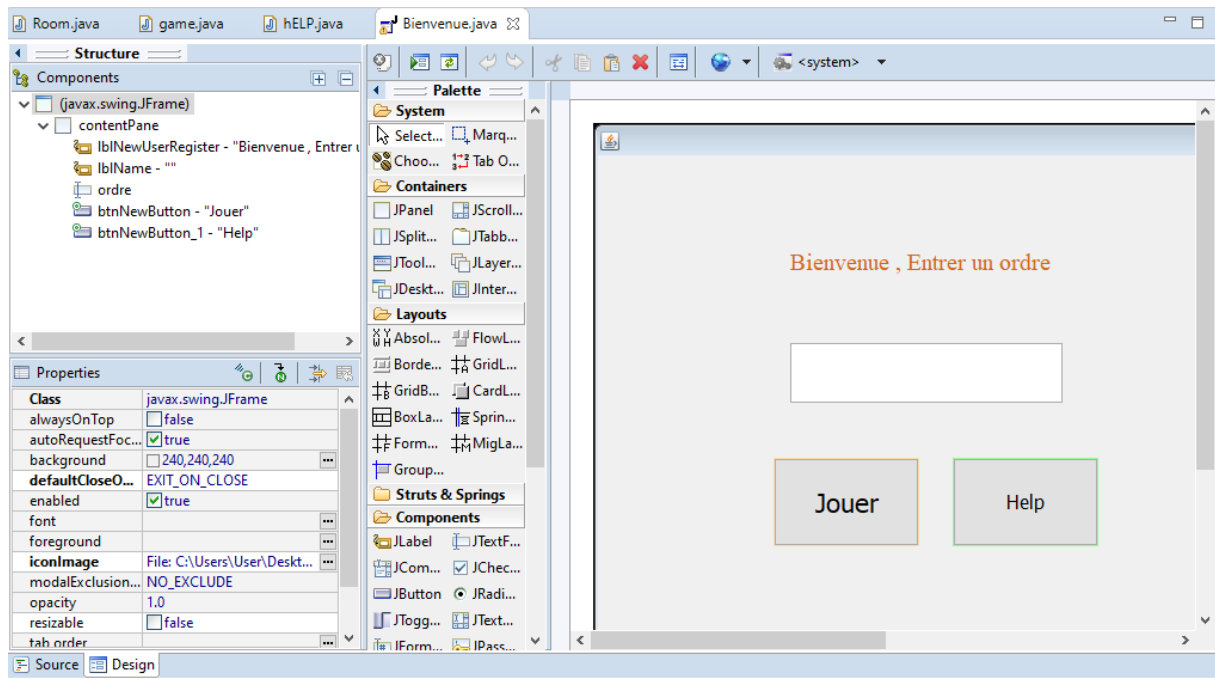 Room.java game.java hELP.java Bienvenue.java
Structure
Components
(javax.swing.JFrame)
contentPane
lblNewUserRegister - "Bienvenue , Entrer u
lblName - ""
ordre
btnNewButton - "Jouer"
btnNewButton_1 - "Help"
Properties
Class javax.swing.JFrame
alwaysOnTop false
autoRequestFoc... true
background 240,240,240
defaultCloseO... EXIT_ON_CLOSE
enabled true
font
foreground
iconImage File: C:\Users\User\Deskt...
modalExclusion... NO_EXCLUDE
opacity 1.0
resizable false
tab order
Source Design
<system>
Palette
System
Select... Marq...
Choo... Tab O...
Containers
JPanel JScroll...
JSplit... JTabb...
JTool... JLayer...
JDeskt... JInter...
Layouts
Absol... FlowL...
Borde... GridL...
GridB... CardL...
BoxLa... Sprin...
Form... MigLa...
Group...
Struts & Springs
Components
JLabel JTextF...
JCom... JChec...
JButton JRadi...
JTogg... JText...
JForm... JPass...
Bienvenue , Entrer un ordre
Jouer Help